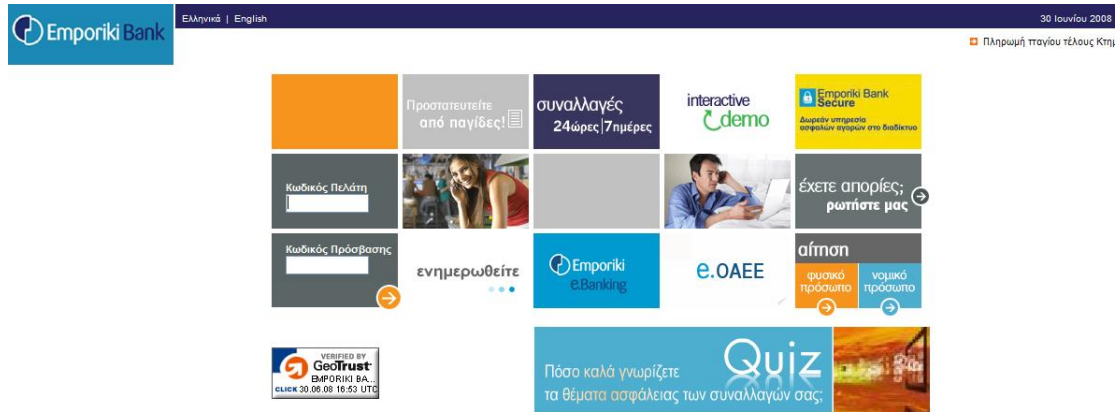 Emporiki Bank
Ελληνικά | English
30 Ιουνίου 2008
Πληρωμή παγίου τέλους Κτημ
Προστατευτείτε
από παγίδες!
συναλλαγές
24ώρες|7ημέρες
interactive
demo
Emporiki Bank
Secure
Δωρεάν υπηρεσία
ασφαλών αγορών στο διαδίκτυο
Κωδικός Πελάτη
έχετε απορίες;
ρωτήστε μας
Κωδικός Πρόσβασης
ενημερωθείτε
Emporiki
e.Banking
e.ΟΑΕΕ
αίτηση
φυσικό
πρόσωπο
νομικό
πρόσωπο
VERIFIED BY
GeoTrust
EMPORIKI BA...
CLICK 30.06.08 16:53 UTC
Quiz
Πόσο καλά γνωρίζετε
τα θέματα ασφάλειας των συναλλαγών σας;